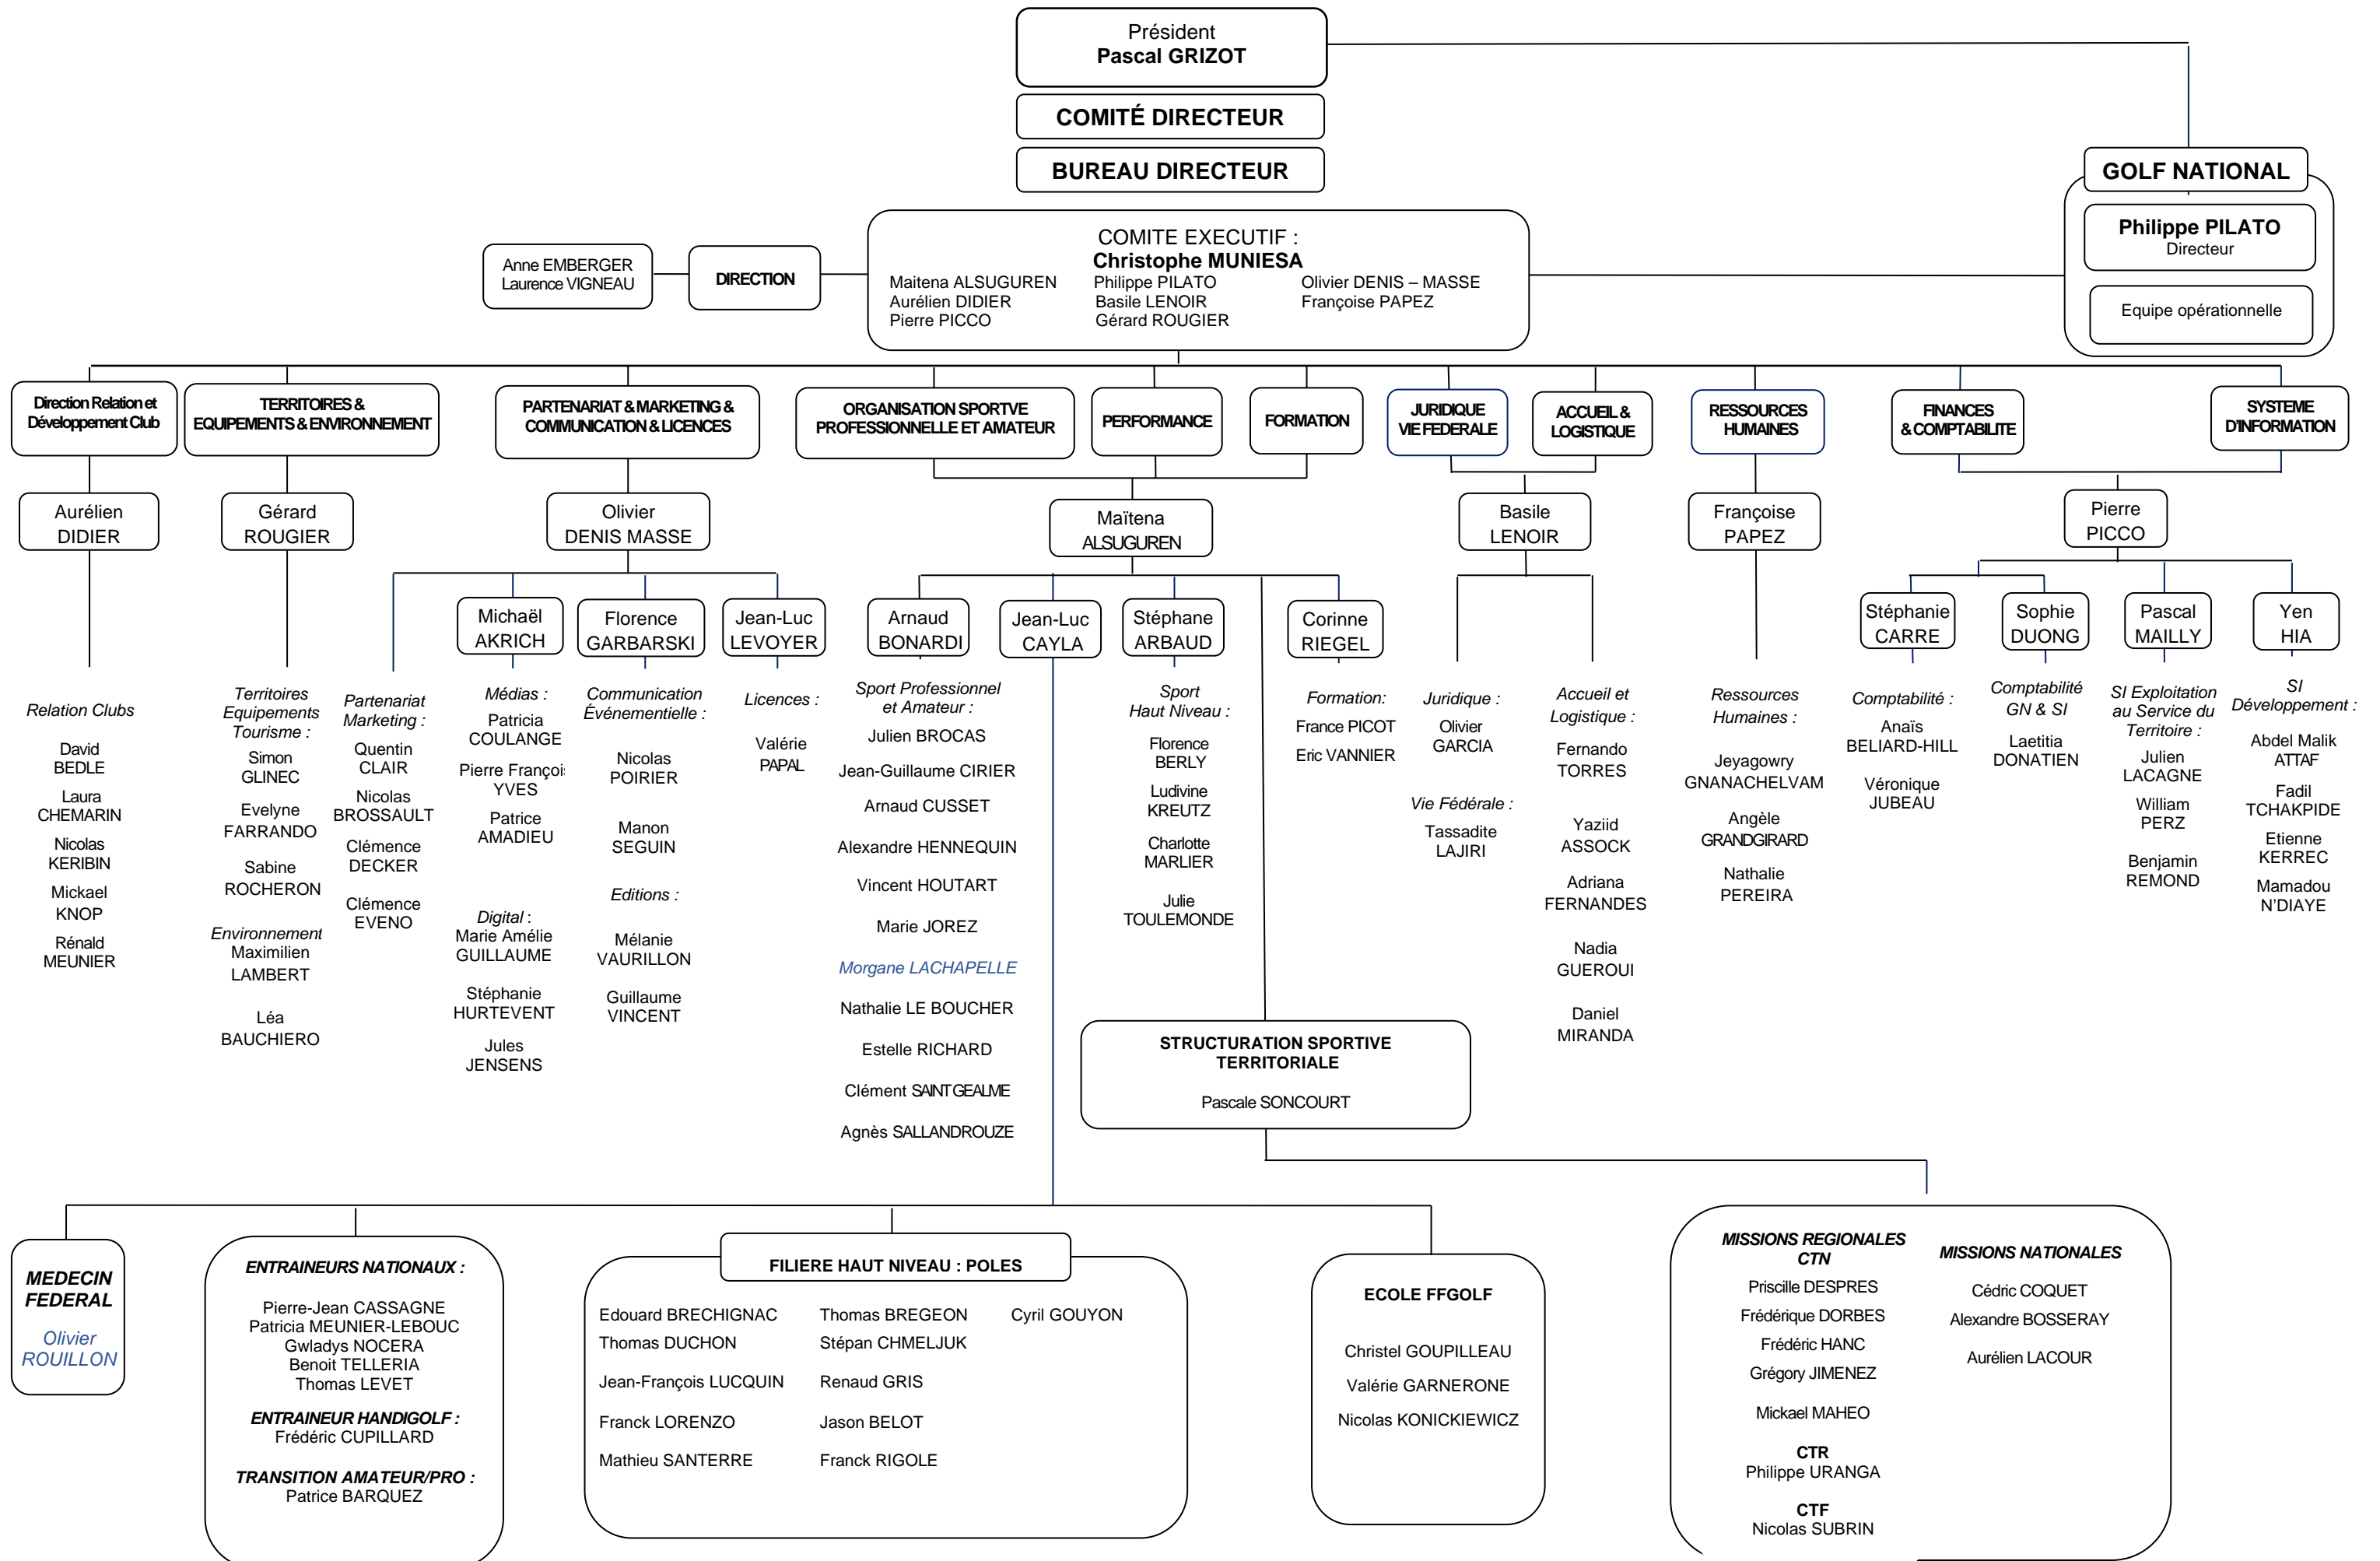 Président
Pascal GRIZOT
COMITÉ DIRECTEUR
BUREAU DIRECTEUR
GOLF NATIONAL
Philippe PILATO
Directeur
Equipe opérationnelle
Anne EMBERGER
Laurence VIGNEAU
DIRECTION
COMITE EXECUTIF :
Christophe MUNIESA
Maitena ALSUGUREN
Philippe PILATO
Olivier DENIS – MASSE
Aurélien DIDIER
Basile LENOIR
Françoise PAPEZ
Pierre PICCO
Gérard ROUGIER
Direction Relation et
Développement Club
TERRITOIRES &
EQUIPEMENTS & ENVIRONNEMENT
PARTENARIAT & MARKETING &
COMMUNICATION & LICENCES
ORGANISATION SPORTVE
PROFESSIONNELLE ET AMATEUR
PERFORMANCE
FORMATION
JURIDIQUE
VIE FEDERALE
ACCUEIL &
LOGISTIQUE
RESSOURCES
HUMAINES
FINANCES
& COMPTABILITE
SYSTEME
D'INFORMATION
Aurélien
DIDIER
Gérard
ROUGIER
Olivier
DENIS MASSE
Maïtena
ALSUGUREN
Basile
LENOIR
Françoise
PAPEZ
Pierre
PICCO
Michaël
AKRICH
Florence
GARBARSKI
Jean-Luc
LEVOYER
Arnaud
BONARDI
Jean-Luc
CAYLA
Stéphane
ARBAUD
Corinne
RIEGEL
Stéphanie
CARRE
Sophie
DUONG
Pascal
MAILLY
Yen
HIA
Relation Clubs
David
BEDLE
Laura
CHEMARIN
Nicolas
KERIBIN
Mickael
KNOP
Rénald
MEUNIER
Territoires
Equipements
Tourisme :
Simon
GLINEC
Evelyne
FARRANDO
Sabine
ROCHERON
Environnement
Maximilien
LAMBERT
Léa
BAUCHIERO
Partenariat
Marketing :
Quentin
CLAIR
Nicolas
BROSSAULT
Clémence
DECKER
Clémence
EVENO
Médias :
Patricia
COULANGE
Pierre Françoi
YVES
Patrice
AMADIEU
Digital :
Marie Amélie
GUILLAUME
Stéphanie
HURTEVENT
Jules
JENSENS
Communication
Événementielle :
Nicolas
POIRIER
Manon
SEGUIN
Editions :
Mélanie
VAURILLON
Guillaume
VINCENT
Licences :
Valérie
PAPAL
Sport Professionnel
et Amateur :
Julien BROCAS
Jean-Guillaume CIRIER
Arnaud CUSSET
Alexandre HENNEQUIN
Vincent HOUTART
Marie JOREZ
Morgane LACHAPELLE
Nathalie LE BOUCHER
Estelle RICHARD
Clément SAINT GEALME
Agnès SALLANDROUZE
Sport
Haut Niveau :
Florence
BERLY
Ludivine
KREUTZ
Charlotte
MARLIER
Julie
TOULEMONDE
Formation:
France PICOT
Eric VANNIER
Juridique :
Olivier
GARCIA
Vie Fédérale :
Tassadite
LAJIRI
Accueil et
Logistique :
Fernando
TORRES
Yaziid
ASSOCK
Adriana
FERNANDES
Nadia
GUEROUI
Daniel
MIRANDA
Ressources
Humaines :
Jeyagowry
GNANACHELVAM
Angèle
GRANDGIRARD
Nathalie
PEREIRA
Comptabilité :
Anaïs
BELIARD-HILL
Véronique
JUBEAU
Comptabilité
GN & SI
Laetitia
DONATIEN
SI Exploitation
au Service du
Territoire :
Julien
LACAGNE
William
PERZ
Benjamin
REMOND
SI
Développement :
Abdel Malik
ATTAF
Fadil
TCHAKPIDE
Etienne
KERREC
Mamadou
N'DIAYE
STRUCTURATION SPORTIVE
TERRITORIALE
Pascale SONCOURT
MEDECIN
FEDERAL
Olivier
ROUILLON
ENTRAINEURS NATIONAUX :
Pierre-Jean CASSAGNE
Patricia MEUNIER-LEBOUC
Gwladys NOCERA
Benoit TELLERIA
Thomas LEVET
ENTRAINEUR HANDIGOLF :
Frédéric CUPILLARD
TRANSITION AMATEUR/PRO :
Patrice BARQUEZ
FILIERE HAUT NIVEAU : POLES
Edouard BRECHIGNAC
Thomas BREGEON
Cyril GOUYON
Thomas DUCHON
Stépan CHMELJUK
Jean-François LUCQUIN
Renaud GRIS
Franck LORENZO
Jason BELOT
Mathieu SANTERRE
Franck RIGOLE
ECOLE FFGOLF
Christel GOUPILLEAU
Valérie GARNERONE
Nicolas KONICKIEWICZ
MISSIONS REGIONALES
CTN
Priscille DESPRES
Frédérique DORBES
Frédéric HANC
Grégory JIMENEZ
Mickael MAHEO
CTR
Philippe URANGA
CTF
Nicolas SUBRIN
MISSIONS NATIONALES
Cédric COQUET
Alexandre BOSSERAY
Aurélien LACOUR